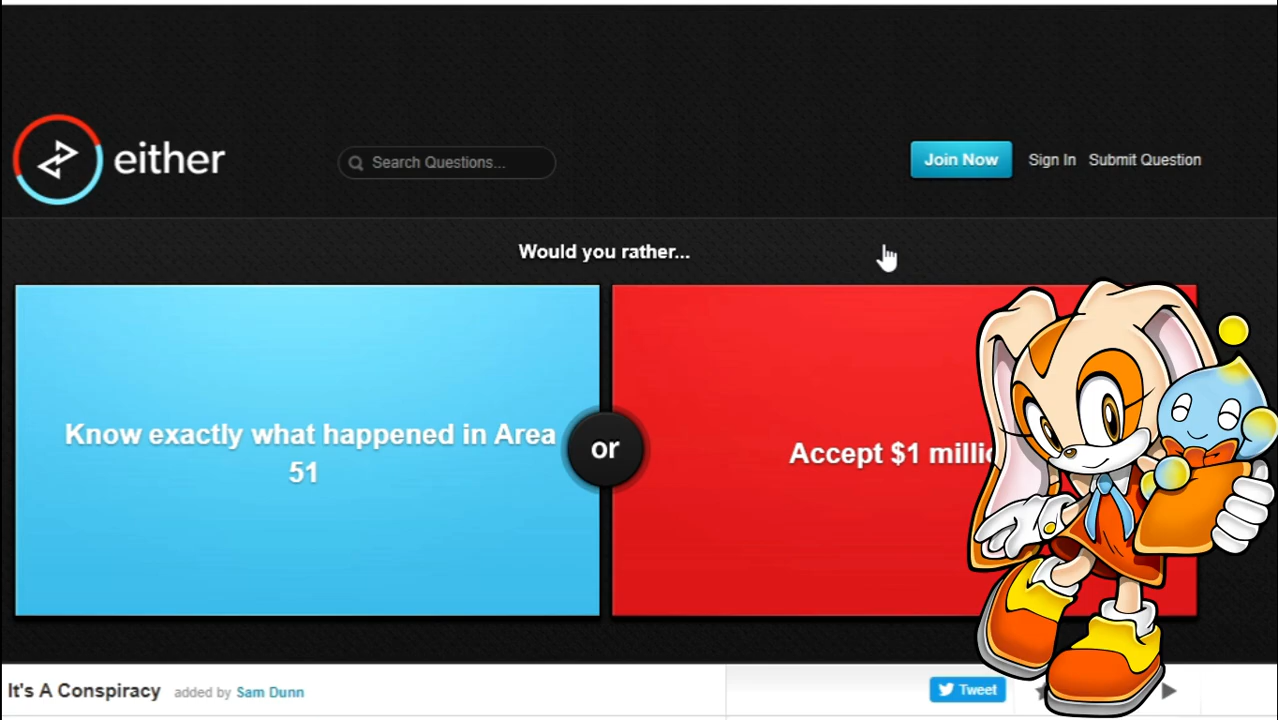 either
Search Questions...
Join Now
Sign In
Submit Question
Would you rather...
Know exactly what happened in Area
51
or
Accept $1
It's A Conspiracy
added by Sam Dunn
Tweet